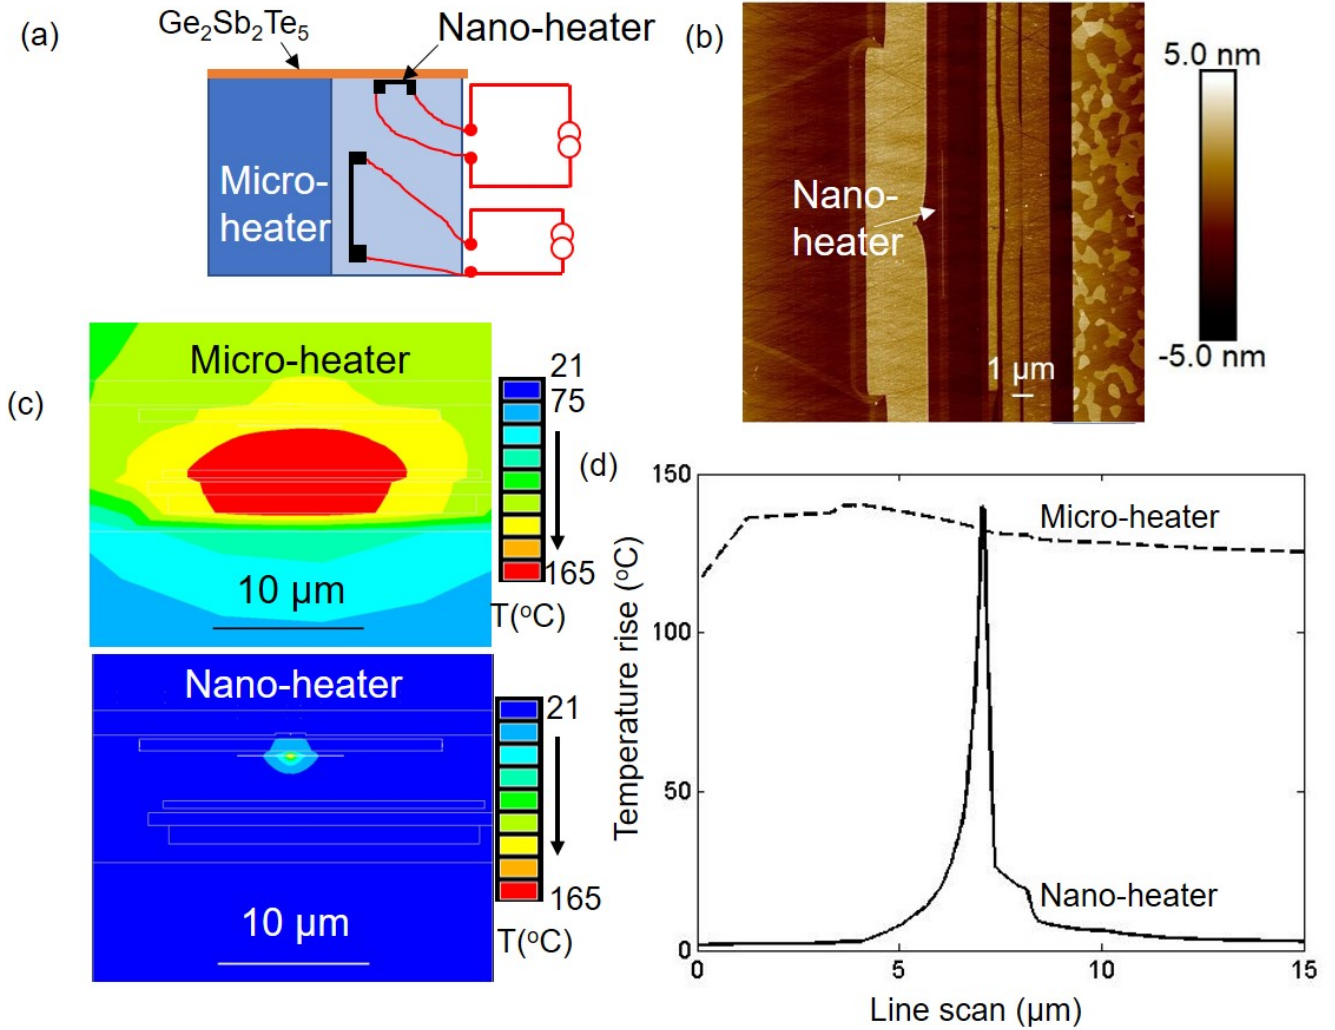 (a)
Ge₂Sb₂Te₅
Nano-heater
Micro-
heater
(b)
5.0 nm
Nano-
heater
1 µm
-5.0 nm
(c)
Micro-heater
10 µm
21
75
165
T(°C)
Nano-heater
10 µm
21
165
T(°C)
(d)
150
100
50
0
Temperature rise (°C)
Micro-heater
Nano-heater
0
5
10
15
Line scan (µm)